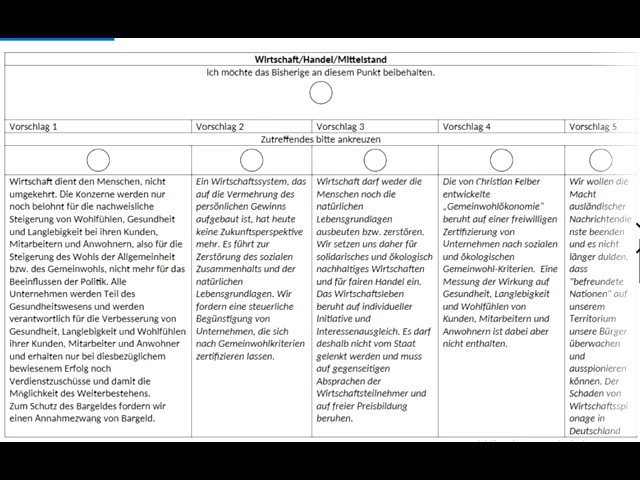 Wirtschaft/Handel/Mittelstand
Ich möchte das Bisherige an diesem Punkt beibehalten.
Vorschlag 1
Vorschlag 2
Vorschlag 3
Vorschlag 4
Vorschlag 5
Zutreffendes bitte ankreuzen
Wirtschaft dient den Menschen, nicht
umgekehrt. Die Konzerne werden nur
noch belohnt für die nachweisliche
Steigerung von Wohlfühlen, Gesundheit
und Langlebigkeit bei ihren Kunden,
Mitarbeitern und Anwohnern, also für die
Steigerung des Wohls der Allgemeinheit
bzw. des Gemeinwohls, nicht mehr für das
Beeinflussen der Politik. Alle
Unternehmen werden Teil des
Gesundheitswesens und werden
verantwortlich für die Verbesserung von
Gesundheit, Langlebigkeit und Wohlfühlen
ihrer Kunden, Mitarbeiter und Anwohner
und erhalten nur bei diesbezüglichem
bewiesenem Erfolg noch
Verdienstzuschüsse und damit die
Möglichkeit des Weiterbestehens.
Zum Schutz des Bargeldes fordern wir
einen Annahmezwang von Bargeld.
Ein Wirtschaftssystem, das
auf die Vermehrung des
persönlichen Gewinns
aufgebaut ist, hat heute
keine Zukunftsperspektive
mehr. Es führt zur
Zerstörung des sozialen
Zusammenhalts und der
natürlichen
Lebensgrundlagen. Wir
fordern eine steuerliche
Begünstigung von
Unternehmen, die sich
nach Gemeinwohlkriterien
zertifizieren lassen.
Wirtschaft darf weder die
Menschen noch die
natürlichen
Lebensgrundlagen
ausbeuten bzw. zerstören.
Wir setzen uns daher für
solidarisches und ökologisch
nachhaltiges Wirtschaften
und für fairen Handel ein.
Das Wirtschaftsleben
beruht auf individueller
Initiative und
Interessenausgleich. Es darf
deshalb nicht vom Staat
gelenkt werden und muss
auf gegenseitigen
Absprachen der
Wirtschaftsteilnehmer und
auf freier Preisbildung
beruhen.
Die von Christian Felber
entwickelte
„Gemeinwohlökonomie"
beruht auf einer freiwilligen
Zertifizierung von
Unternehmen nach sozialen
und ökologischen
Gemeinwohl-Kriterien. Eine
Messung der Wirkung auf
Gesundheit, Langlebigkeit
und Wohlfühlen von
Kunden, Mitarbeitern und
Anwohnern ist dabei aber
nicht enthalten.
Wir wollen die
Macht
ausländischer
Nachrichtendie
nste beenden
und es nicht
länger dulden,
dass
"befreundete
Nationen" auf
unserem
Territorium
unsere Bürger
überwachen
und
ausspionieren
können. Der
Schaden von
Wirtschaftsspi
onage in
Deutschland